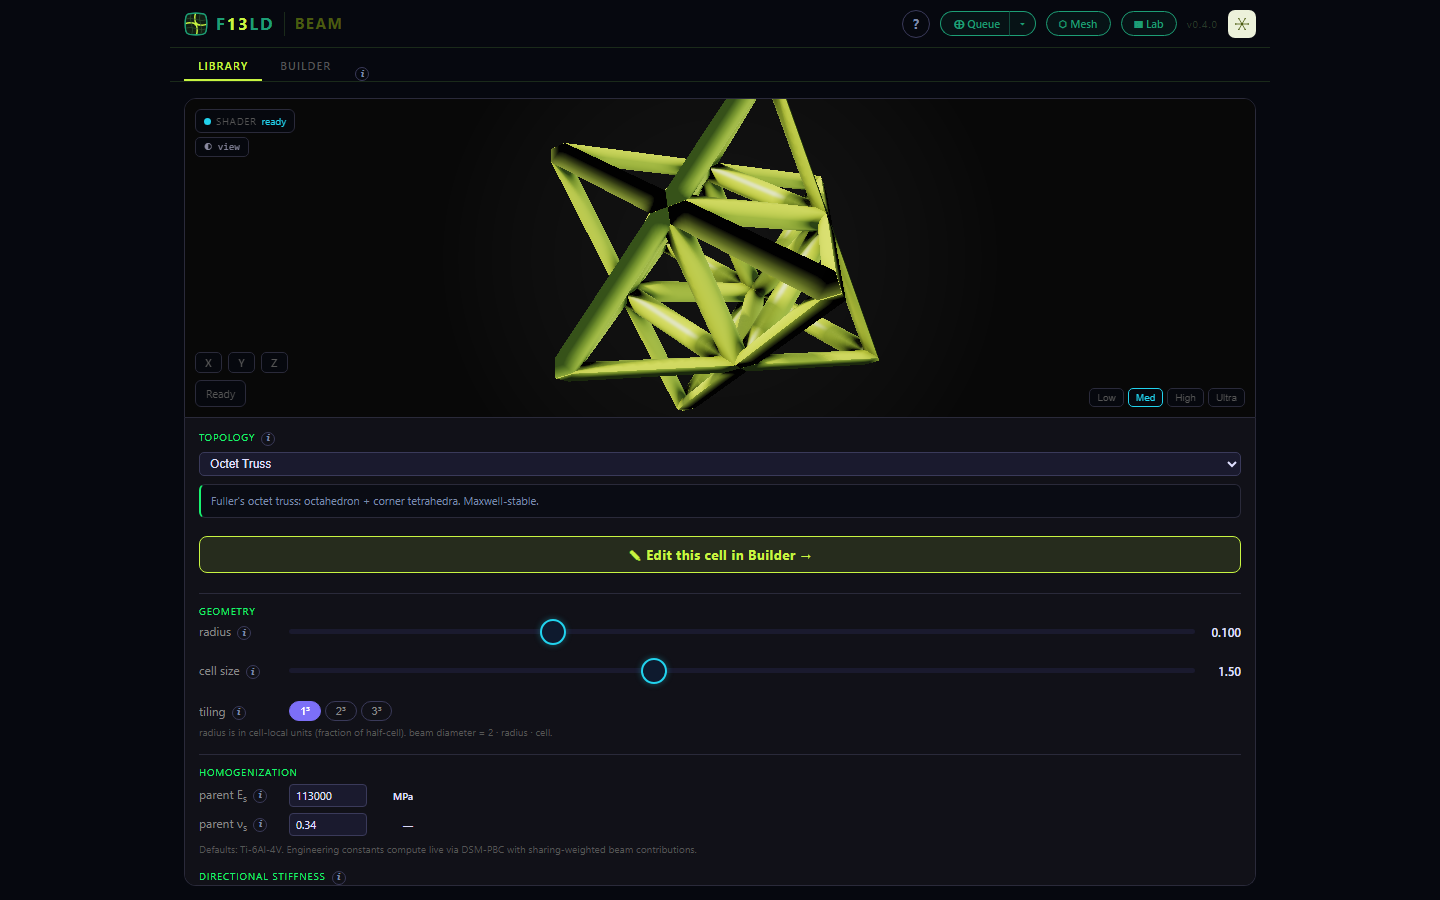 F13LD BEAM
? Queue Mesh Lab v0.4.0
LIBRARY BUILDER i
SHADER ready
view
X Y Z
Ready
Low Med High Ultra
TOPOLOGY i
Octet Truss
Fuller's octet truss: octahedron + corner tetrahedra. Maxwell-stable.
Edit this cell in Builder →
GEOMETRY
radius i 0.100
cell size i 1.50
tiling i 1³ 2³ 3³
radius is in cell-local units (fraction of half-cell). beam diameter = 2 · radius · cell.
HOMOGENIZATION
parent Es i 113000 MPa
parent νs i 0.34 —
Defaults: Ti-6Al-4V. Engineering constants compute live via DSM-PBC with sharing-weighted beam contributions.
DIRECTIONAL STIFFNESS i